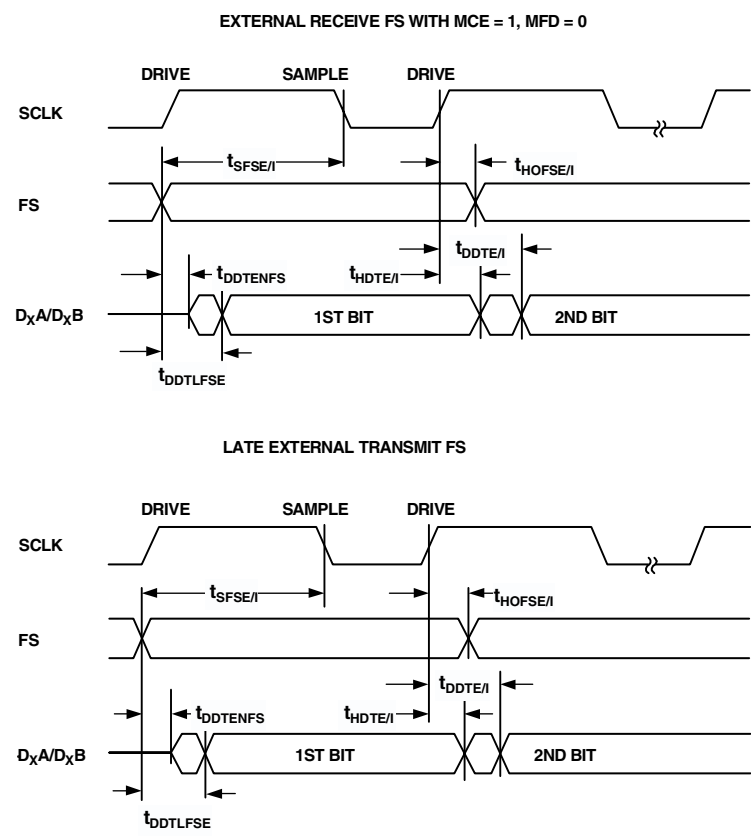 EXTERNAL RECEIVE FS WITH MCE = 1, MFD = 0
DRIVE SAMPLE DRIVE
SCLK
tSFSE/I
tHOFSE/I
FS
tDDTE/I
tDDTENFS
tHDTE/I
DXA/DXB
1ST BIT
2ND BIT
tDDTLFSE
LATE EXTERNAL TRANSMIT FS
DRIVE SAMPLE DRIVE
SCLK
tSFSE/I
tHOFSE/I
FS
tDDTE/I
tDDTENFS
tHDTE/I
DXA/DXB
1ST BIT
2ND BIT
tDDTLFSE